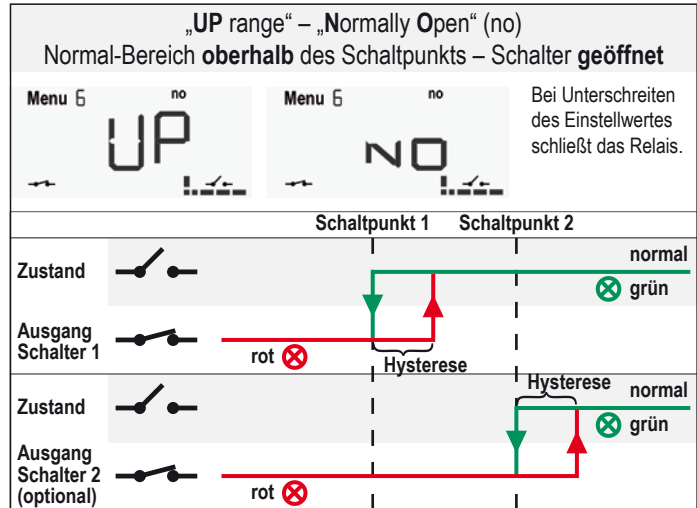 „UP range“ – „Normally Open“ (no)
Normal-Bereich oberhalb des Schaltpunkts – Schalter geöffnet
Menu 6 no
UP
Menu 6 no
NO
Bei Unterschreiten
des Einstellwertes
schließt das Relais.
Schaltpunkt 1 Schaltpunkt 2
Zustand
normal
grün
Ausgang
Schalter 1
rot
Hysterese
Zustand
Hysterese
normal
grün
Ausgang
Schalter 2
(optional)
rot